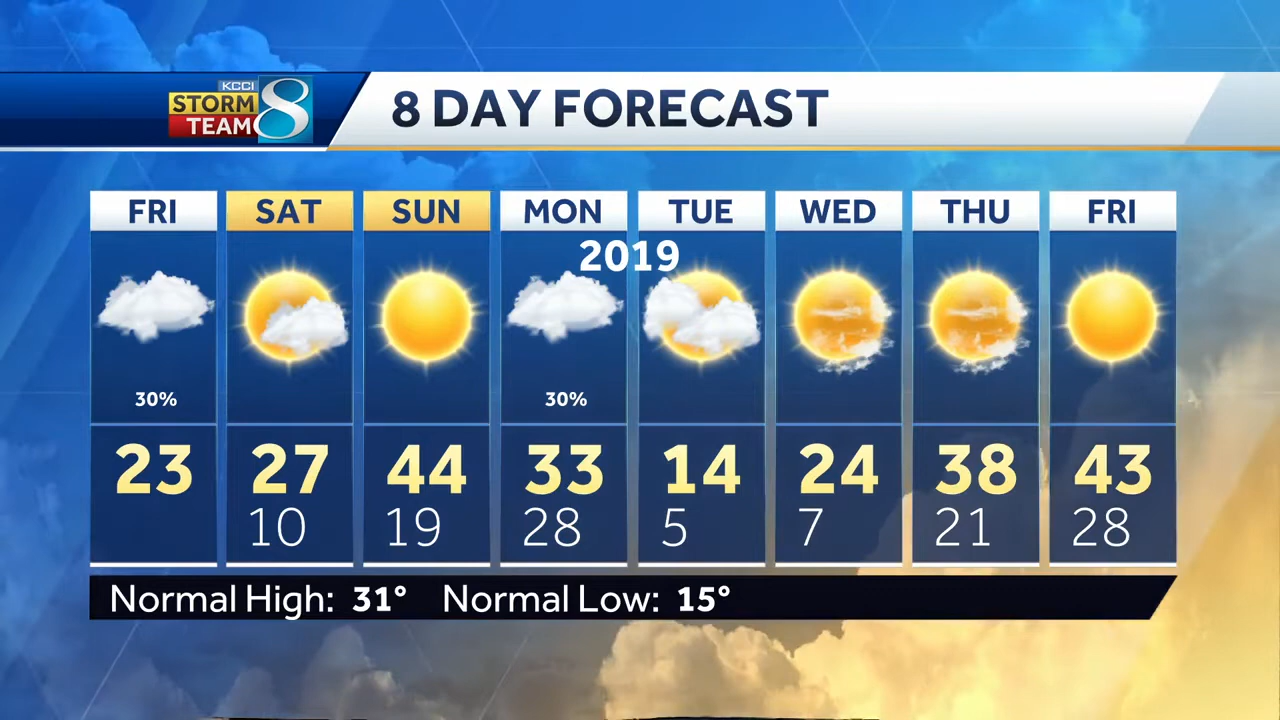 KCCI
STORM
TEAM 8
8 DAY FORECAST
FRI SAT SUN MON TUE WED THU FRI
2019
30% 30%
23 27 44 33 14 24 38 43
10 19 28 5 7 21 28
Normal High: 31° Normal Low: 15°